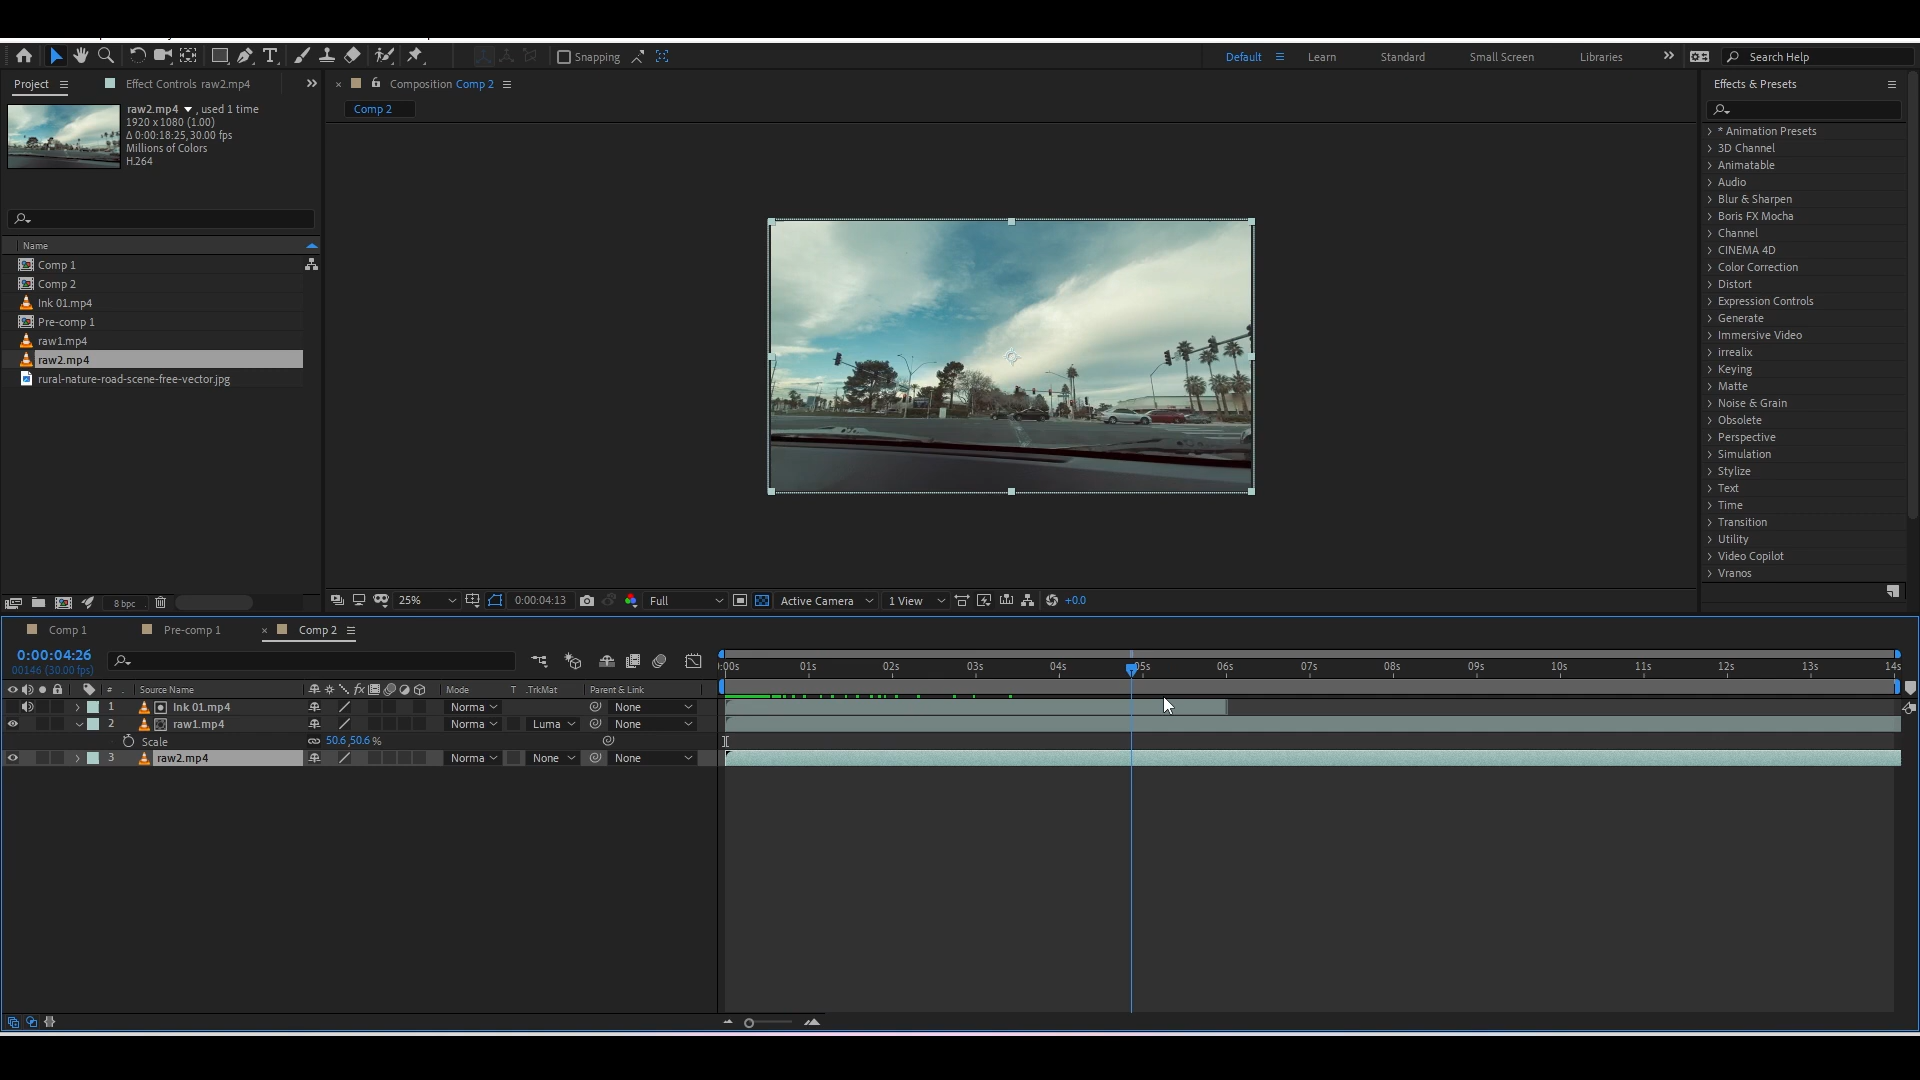 Snapping
Default
Learn
Standard
Small Screen
Libraries
Search Help
Project
Effect Controls raw2.mp4
Composition Comp 2
Effects & Presets
raw2.mp4 , used 1 time
1920 x 1080 (1.00)
Δ 0:00:18:25, 30.00 fps
Millions of Colors
H.264
Comp 2
Name
Comp 1
Comp 2
Ink 01.mp4
Pre-comp 1
raw1.mp4
raw2.mp4
rural-nature-road-scene-free-vector.jpg
* Animation Presets
3D Channel
Animatable
Audio
Blur & Sharpen
Boris FX Mocha
Channel
CINEMA 4D
Color Correction
Distort
Expression Controls
Generate
Immersive Video
irrealix
Keying
Matte
Noise & Grain
Obsolete
Perspective
Simulation
Stylize
Text
Time
Transition
Utility
Video Copilot
Vranos
8 bpc
25%
0:00:04:13
Full
Active Camera
1 View
+0.0
Comp 1
Pre-comp 1
Comp 2
0:00:04:26
00146 (30.00 fps)
:00s 01s 02s 03s 04s 05s 06s 07s 08s 09s 10s 11s 12s 13s 14s
# Source Name fx Mode T .TrkMat Parent & Link
1 Ink 01.mp4 Norma None
2 raw1.mp4 Norma Luma None
Scale 50.6,50.6 %
3 raw2.mp4 Norma None None